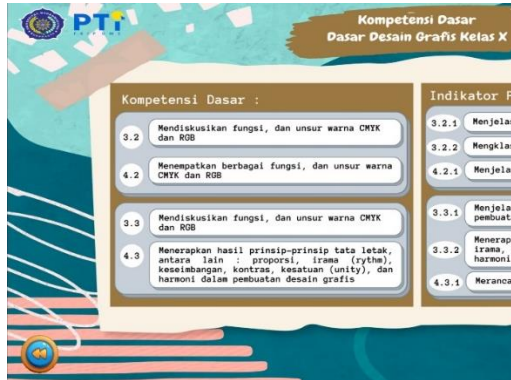 PTi
Kompetensi Dasar
Dasar Desain Grafis Kelas X
Kompetensi Dasar :
3.2 Mendiskusikan fungsi, dan unsur warna CMYK
dan RGB
4.2 Menempatkan berbagai fungsi, dan unsur warna
CMYK dan RGB
3.3 Mendiskusikan fungsi, dan unsur warna CMYK
dan RGB
4.3 Menerapkan hasil prinsip-prinsip tata letak,
antara lain : proporsi, irama (rythm),
keseimbangan, kontras, kesatuan (unity), dan
harmoni dalam pembuatan desain grafis
Indikator P
3.2.1 Menjelas
3.2.2 Mengklas
4.2.1 Menjela
3.3.1 Menjela
pembuat
3.3.2 Menerap
irama,
harmoni
4.3.1 Meranca